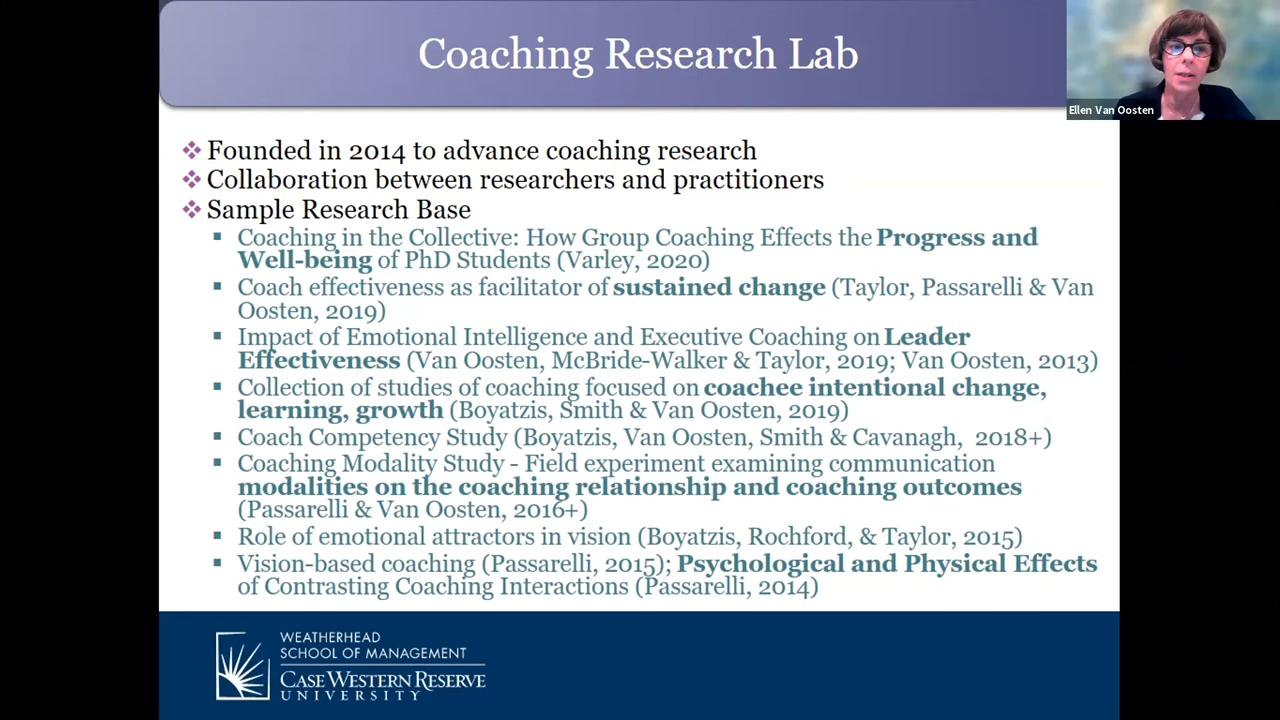 Coaching Research Lab
Ellen Van Oosten
Founded in 2014 to advance coaching research
Collaboration between researchers and practitioners
Sample Research Base
Coaching in the Collective: How Group Coaching Effects the Progress and
Well-being of PhD Students (Varley, 2020)
Coach effectiveness as facilitator of sustained change (Taylor, Passarelli & Van
Oosten, 2019)
Impact of Emotional Intelligence and Executive Coaching on Leader
Effectiveness (Van Oosten, McBride-Walker & Taylor, 2019; Van Oosten, 2013)
Collection of studies of coaching focused on coachee intentional change,
learning, growth (Boyatzis, Smith & Van Oosten, 2019)
Coach Competency Study (Boyatzis, Van Oosten, Smith & Cavanagh, 2018+)
Coaching Modality Study - Field experiment examining communication
modalities on the coaching relationship and coaching outcomes
(Passarelli & Van Oosten, 2016+)
Role of emotional attractors in vision (Boyatzis, Rochford, & Taylor, 2015)
Vision-based coaching (Passarelli, 2015); Psychological and Physical Effects
of Contrasting Coaching Interactions (Passarelli, 2014)
WEATHERHEAD
SCHOOL OF MANAGEMENT
CASE WESTERN RESERVE
UNIVERSITY